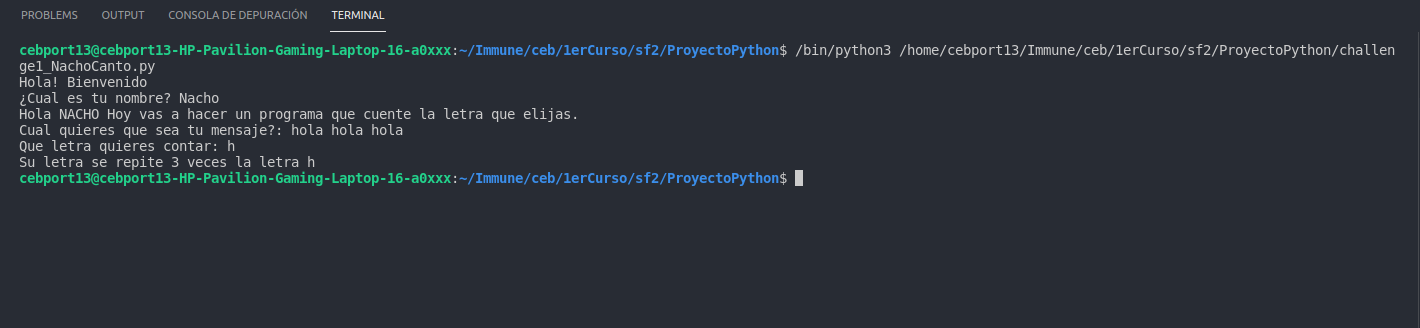 PROBLEMS OUTPUT CONSOLA DE DEPURACIÓN TERMINAL
cebport13@cebport13-HP-Pavilion-Gaming-Laptop-16-a0xxx:~/Immune/ceb/1erCurso/sf2/ProyectoPython$ /bin/python3 /home/cebport13/Immune/ceb/1erCurso/sf2/ProyectoPython/challen
ge1_NachoCanto.py
Hola! Bienvenido
¿Cual es tu nombre? Nacho
Hola NACHO Hoy vas a hacer un programa que cuente la letra que elijas.
Cual quieres que sea tu mensaje?: hola hola hola
Que letra quieres contar: h
Su letra se repite 3 veces la letra h
cebport13@cebport13-HP-Pavilion-Gaming-Laptop-16-a0xxx:~/Immune/ceb/1erCurso/sf2/ProyectoPython$